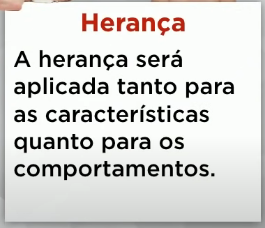 Herança
A herança será
aplicada tanto para
as características
quanto para os
comportamentos.